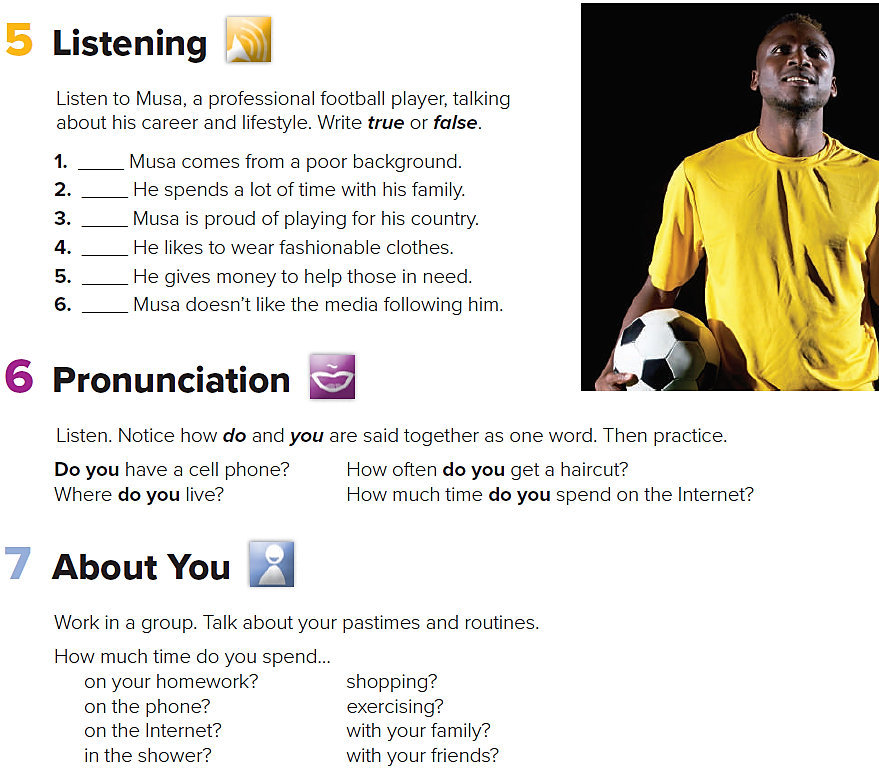 5 Listening
Listen to Musa, a professional football player, talking
about his career and lifestyle. Write true or false.
1. _____ Musa comes from a poor background.
2. _____ He spends a lot of time with his family.
3. _____ Musa is proud of playing for his country.
4. _____ He likes to wear fashionable clothes.
5. _____ He gives money to help those in need.
6. _____ Musa doesn’t like the media following him.
6 Pronunciation
Listen. Notice how do and you are said together as one word. Then practice.
Do you have a cell phone?
Where do you live?
How often do you get a haircut?
How much time do you spend on the Internet?
7 About You
Work in a group. Talk about your pastimes and routines.
How much time do you spend...
on your homework?
on the phone?
on the Internet?
in the shower?
shopping?
exercising?
with your family?
with your friends?